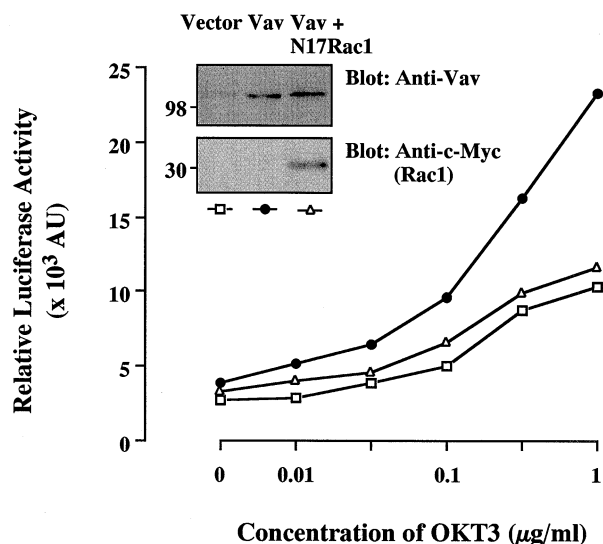 Vector Vav Vav +
N17Rac1
98
Blot: Anti-Vav
30
Blot: Anti-c-Myc
(Rac1)
Relative Luciferase Activity
(x 10³ AU)
25
20
15
10
5
0
0 0.01 0.1 1
Concentration of OKT3 (µg/ml)